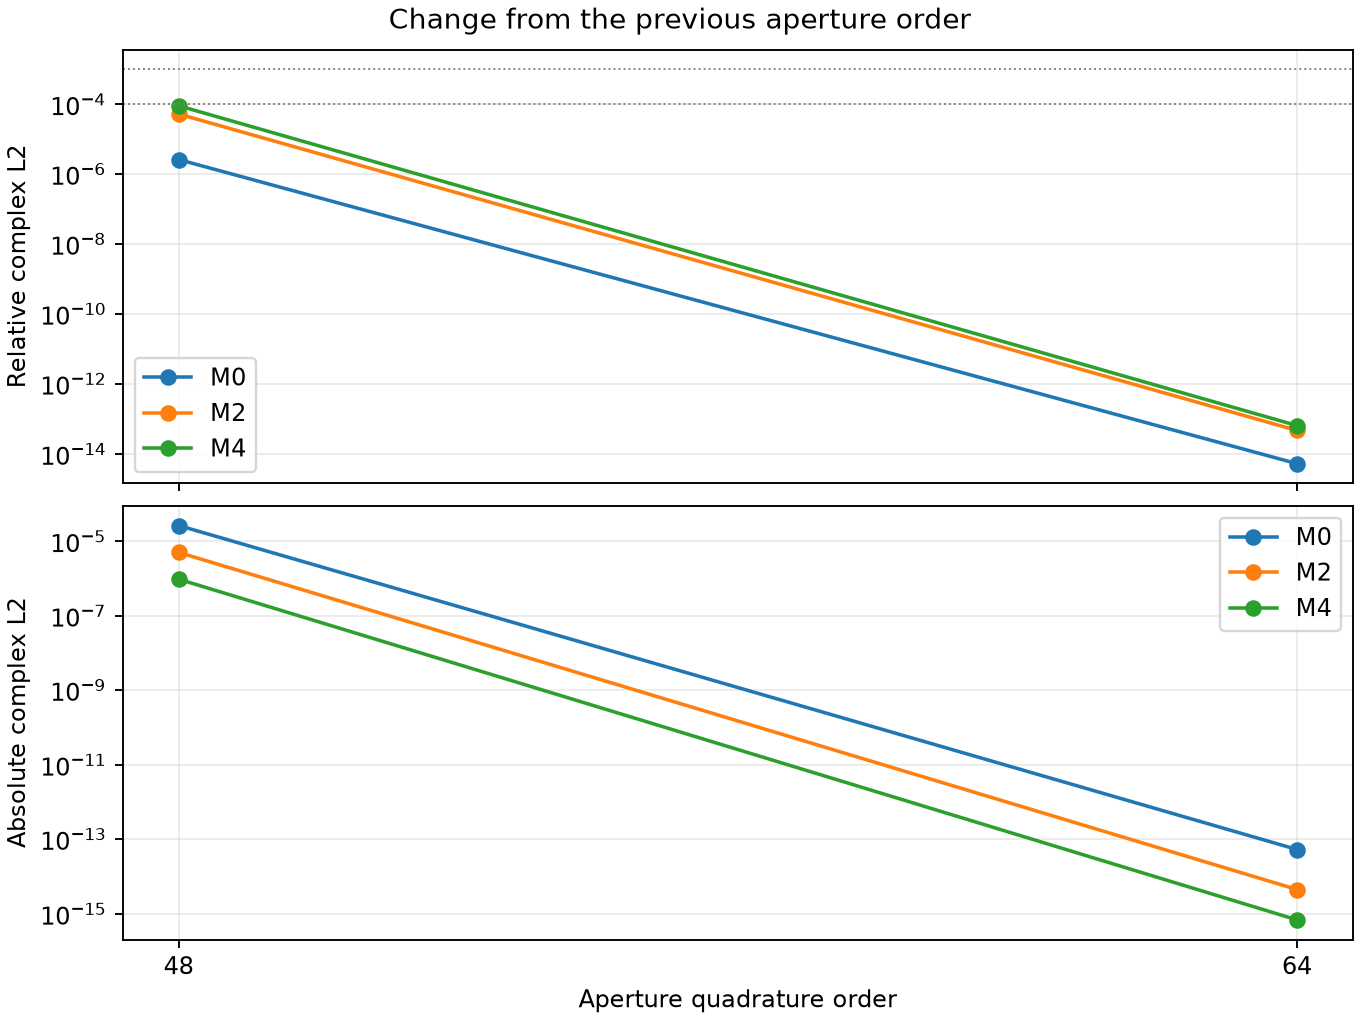 Change from the previous aperture order
Relative complex L2
10⁻⁴
10⁻⁶
10⁻⁸
10⁻¹⁰
10⁻¹²
10⁻¹⁴
M0
M2
M4
Absolute complex L2
10⁻⁵
10⁻⁷
10⁻⁹
10⁻¹¹
10⁻¹³
10⁻¹⁵
M0
M2
M4
48
64
Aperture quadrature order